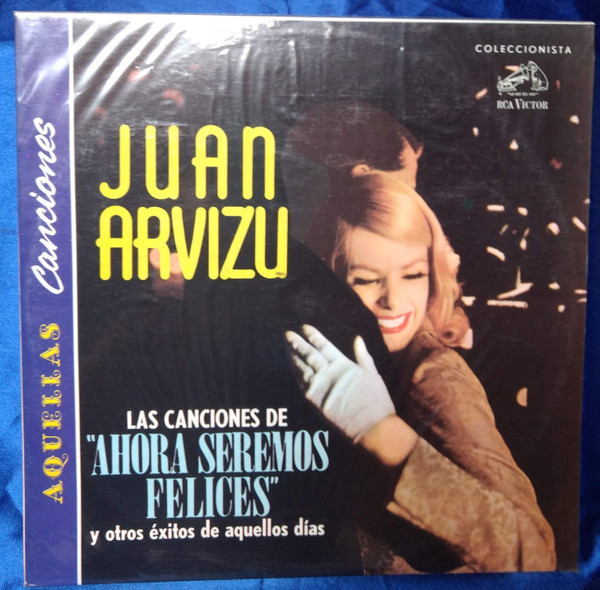 COLECCIONISTA
RCA VICTOR
AQUELLAS Canciones
JUAN
ARVIZU
LAS CANCIONES DE
"AHORA SEREMOS
FELICES"
y otros éxitos de aquellos días